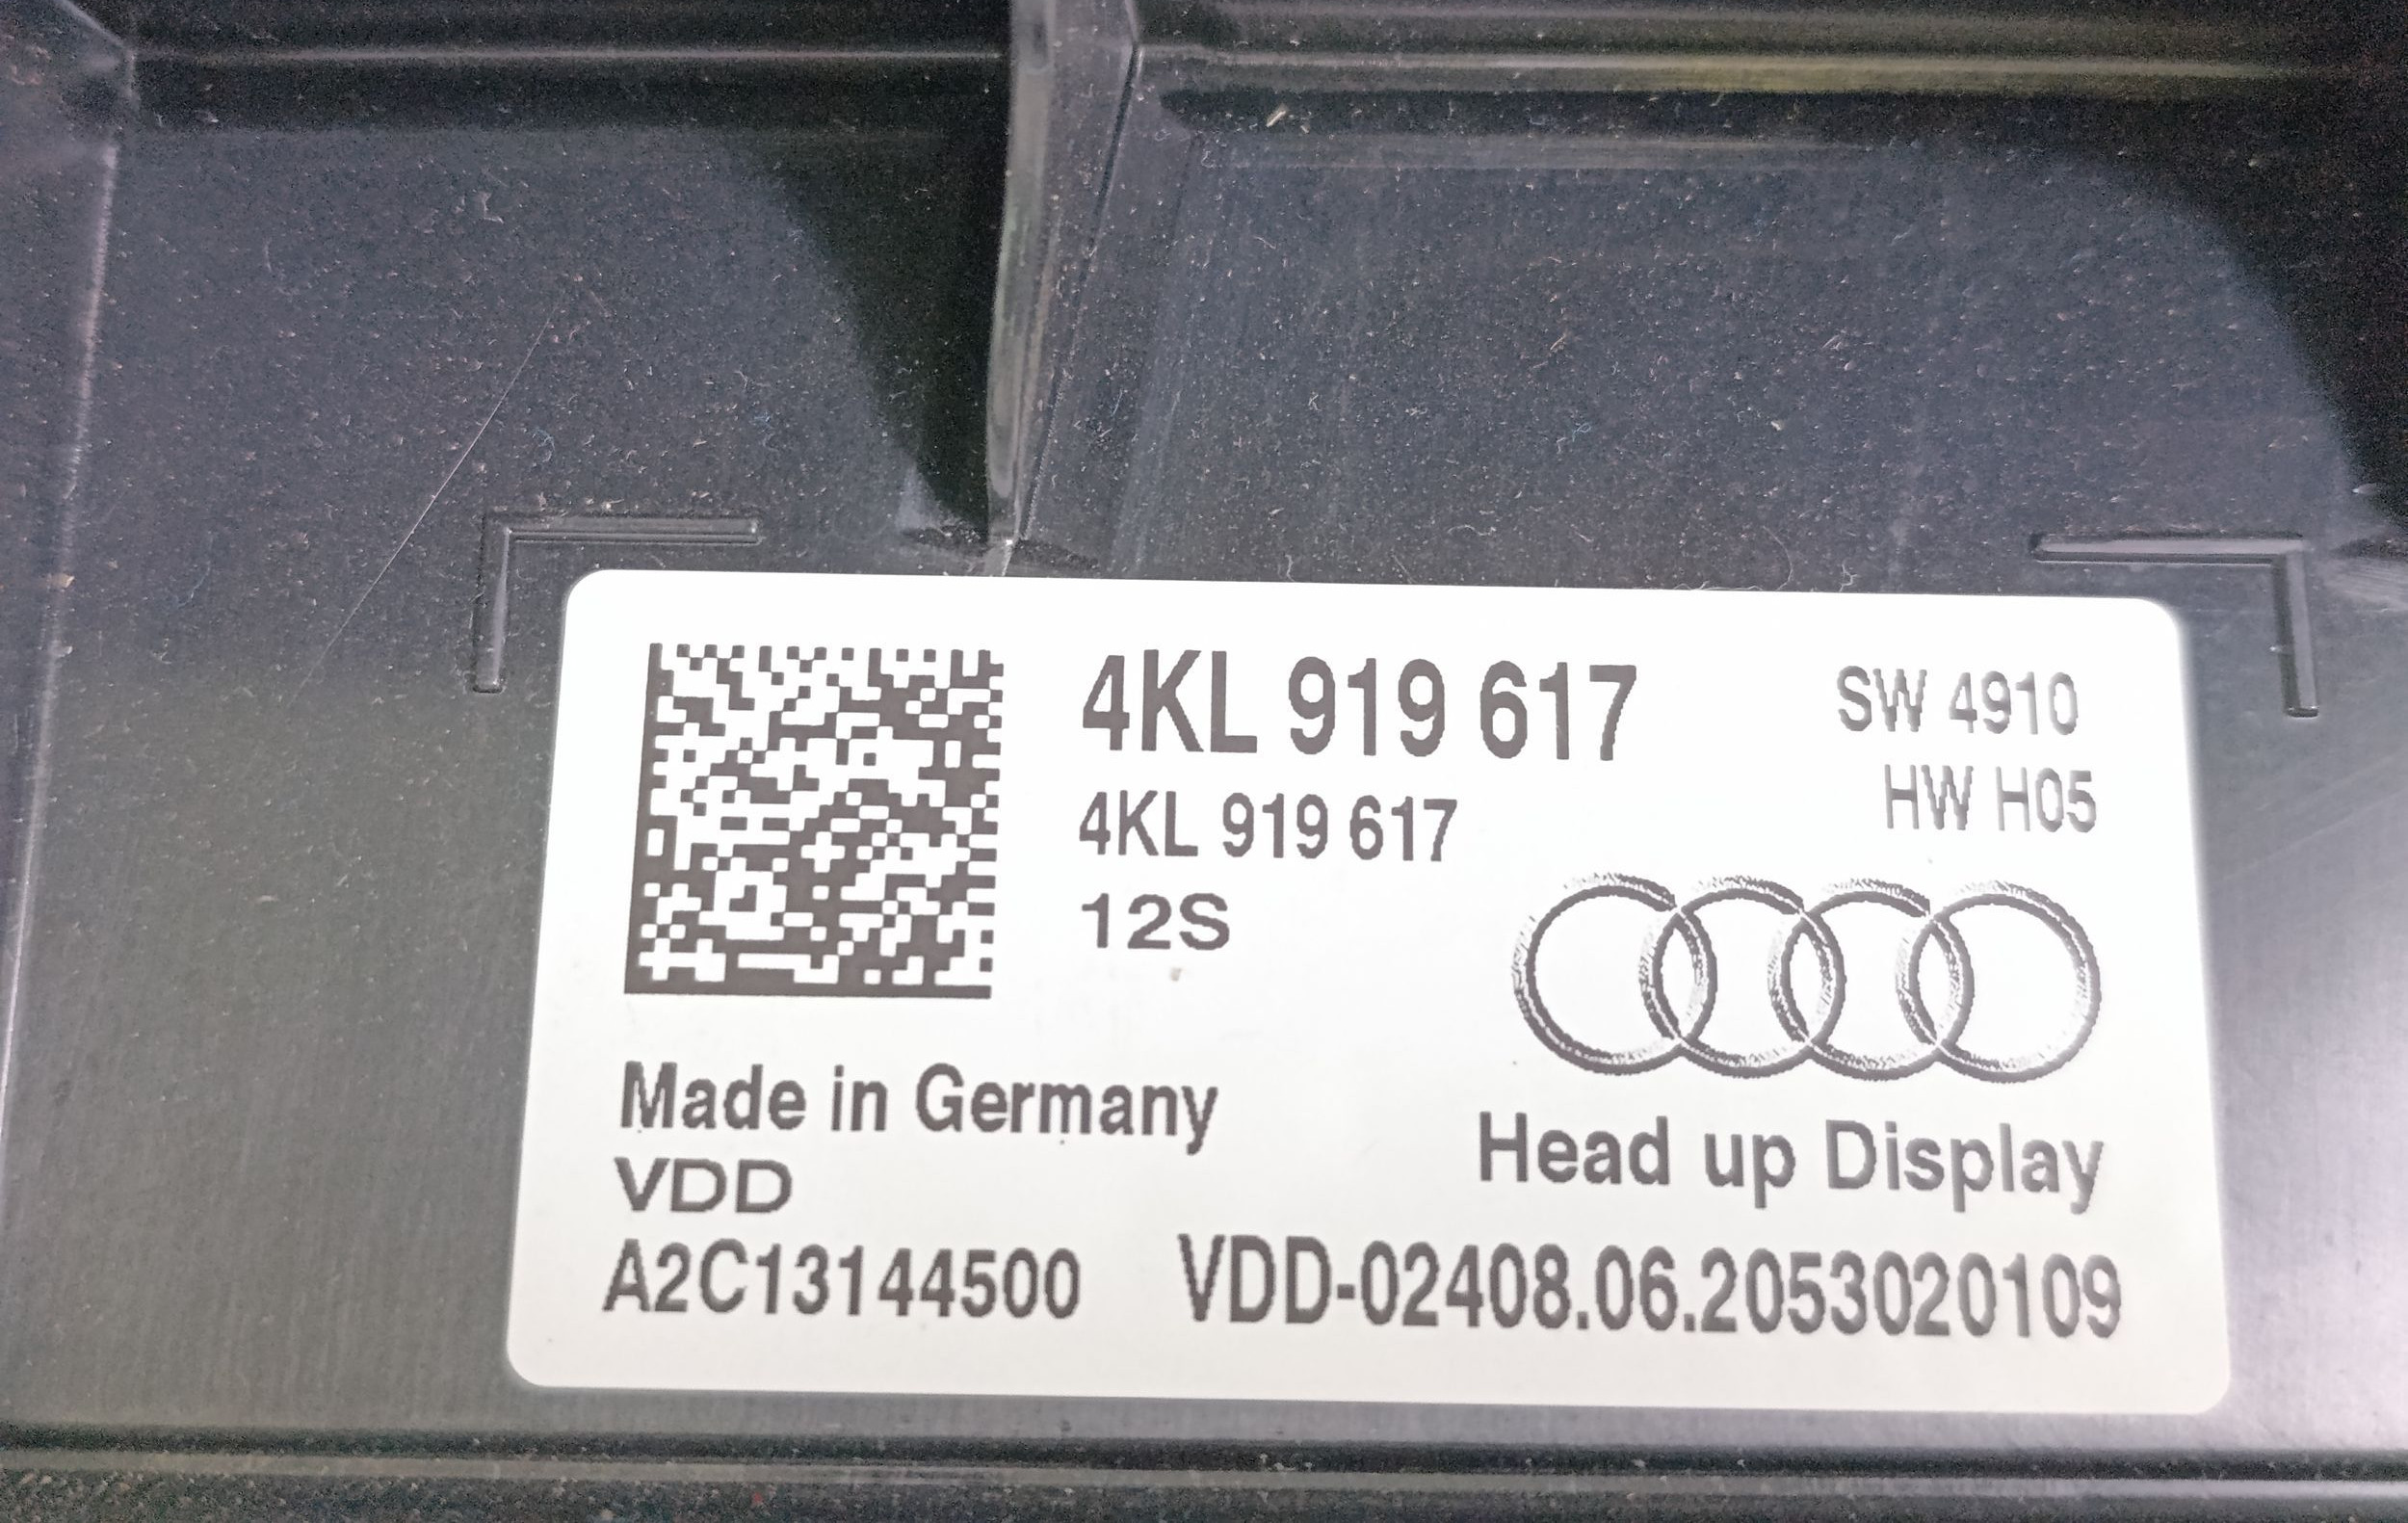 4KL 919 617
SW 4910
4KL 919 617
HW H05
12S
Made in Germany
Head up Display
VDD
A2C13144500
VDD-02408.06.2053020109